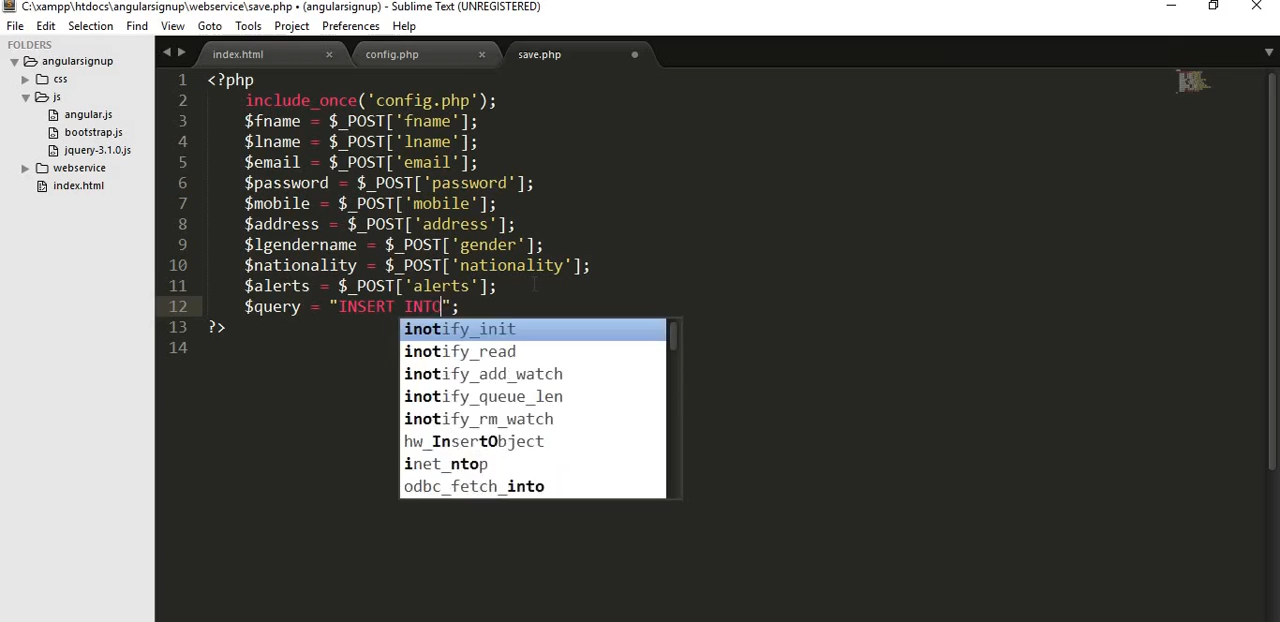 C:\xampp\htdocs\angularsignup\webservice\save.php • (angularsignup) - Sublime Text (UNREGISTERED)
File Edit Selection Find View Goto Tools Project Preferences Help
FOLDERS
angularsignup
css
js
angular.js
bootstrap.js
jquery-3.1.0.js
webservice
index.html
index.html × config.php × save.php
1 <?php
2 include_once('config.php');
3 $fname = $_POST['fname'];
4 $lname = $_POST['lname'];
5 $email = $_POST['email'];
6 $password = $_POST['password'];
7 $mobile = $_POST['mobile'];
8 $address = $_POST['address'];
9 $lgendername = $_POST['gender'];
10 $nationality = $_POST['nationality'];
11 $alerts = $_POST['alerts'];
12 $query = "INSERT INTO";
13 ?>
14
inotify_init
inotify_read
inotify_add_watch
inotify_queue_len
inotify_rm_watch
hw_InsertObject
inet_ntop
odbc_fetch_into